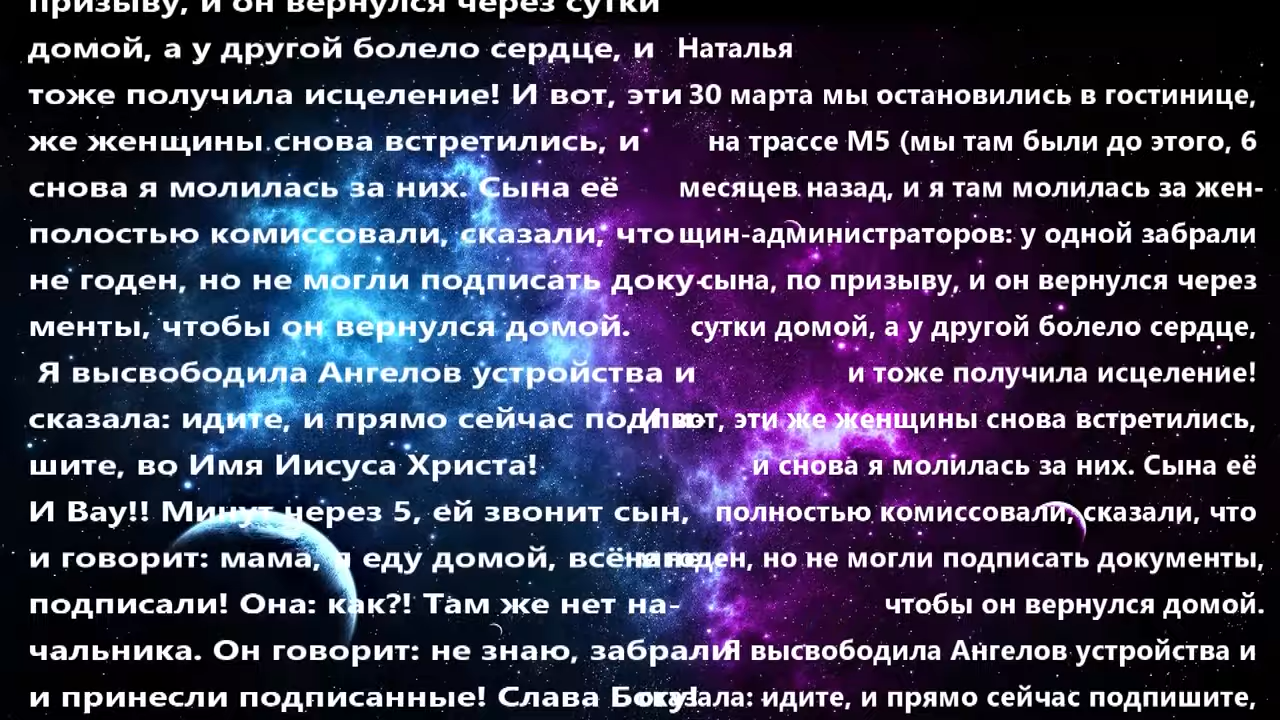 призыву, и он вернулся через сутки
домой, а у другой болело сердце, и
тоже получила исцеление! И вот, эти
же женщины снова встретились, и
снова я молилась за них. Сына её
полостью комиссовали, сказали, что
не годен, но не могли подписать доку-
менты, чтобы он вернулся домой.
Я высвободила Ангелов устройства и
сказала: идите, и прямо сейчас подпи-
шите, во Имя Иисуса Христа!
И Вау!! Минут через 5, ей звонит сын,
и говорит: мама, я еду домой, всё мне
подписали! Она: как?! Там же нет на-
чальника. Он говорит: не знаю, забрали
и принесли подписанные! Слава Богу!
Наталья
30 марта мы остановились в гостинице,
на трассе М5 (мы там были до этого, 6
месяцев назад, и я там молилась за жен-
щин-администраторов: у одной забрали
сына, по призыву, и он вернулся через
сутки домой, а у другой болело сердце,
и тоже получила исцеление!
И вот, эти же женщины снова встретились,
и снова я молилась за них. Сына её
полностью комиссовали, сказали, что
не годен, но не могли подписать документы,
чтобы он вернулся домой.
Я высвободила Ангелов устройства и
сказала: идите, и прямо сейчас подпишите,